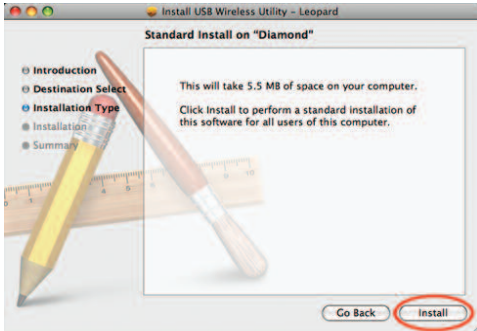 Install USB Wireless Utility – Leopard
Standard Install on "Diamond"
Introduction
Destination Select
Installation Type
Installation
Summary
This will take 5.5 MB of space on your computer.
Click Install to perform a standard installation of
this software for all users of this computer.
Go Back
Install